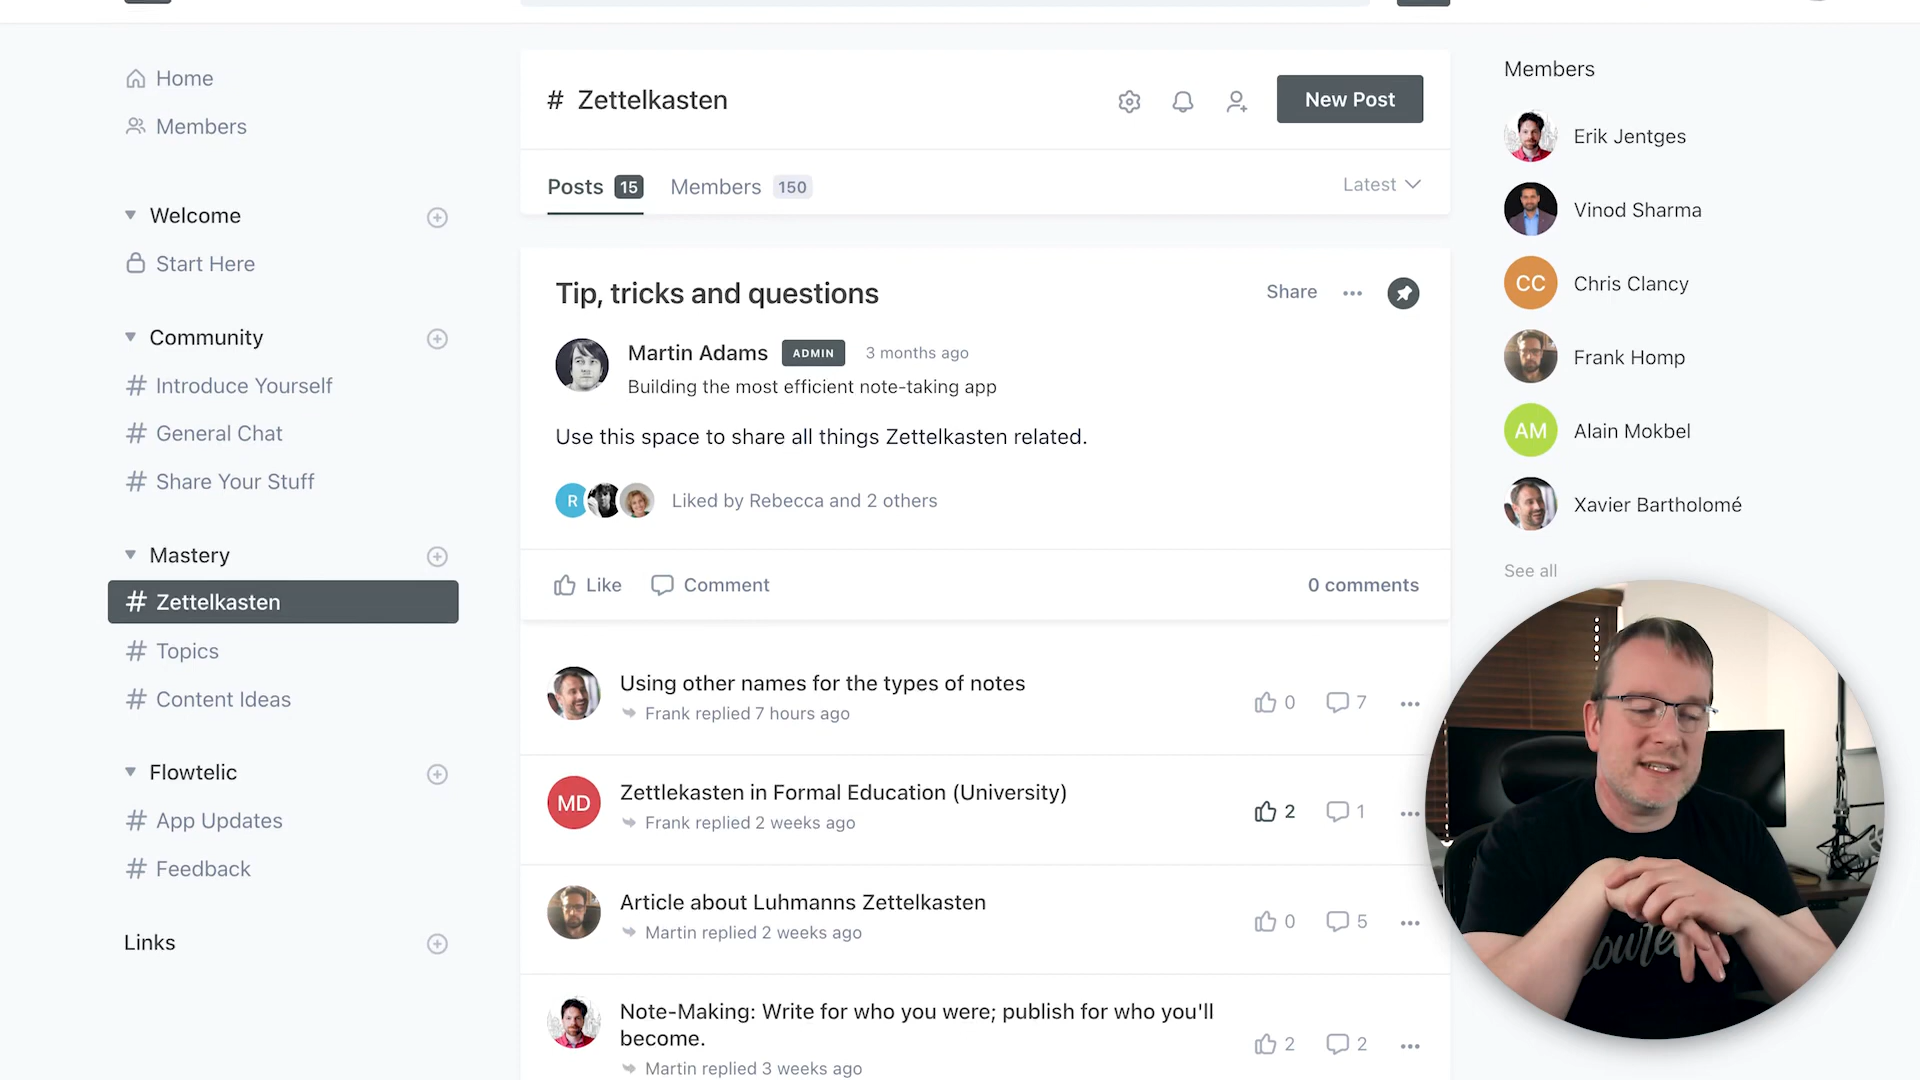 Home
Members
Welcome
Start Here
Community
# Introduce Yourself
# General Chat
# Share Your Stuff
Mastery
# Zettelkasten
# Topics
# Content Ideas
Flowtelic
# App Updates
# Feedback
Links
# Zettelkasten
New Post
Posts 15 Members 150
Latest
Tip, tricks and questions
Share
Martin Adams ADMIN 3 months ago
Building the most efficient note-taking app
Use this space to share all things Zettelkasten related.
R Liked by Rebecca and 2 others
Like Comment 0 comments
Using other names for the types of notes
Frank replied 7 hours ago
0 7
MD
Zettlekasten in Formal Education (University)
Frank replied 2 weeks ago
2 1
Article about Luhmanns Zettelkasten
Martin replied 2 weeks ago
0 5
Note-Making: Write for who you were; publish for who you'll
become.
Martin replied 3 weeks ago
2 2
Members
Erik Jentges
Vinod Sharma
CC Chris Clancy
Frank Homp
AM Alain Mokbel
Xavier Bartholomé
See all